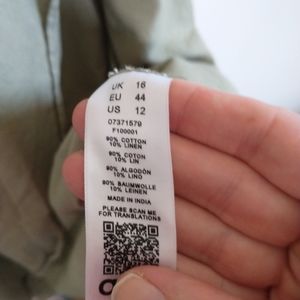 UK 16
EU 44
US 12
07371579
F100001
90% COTTON
10% LINEN
90% COTON
10% LIN
90% ALGODÓN
10% LINO
90% BAUMWOLLE
10% LEINEN
MADE IN INDIA
PLEASE SCAN ME
FOR TRANSLATIONS